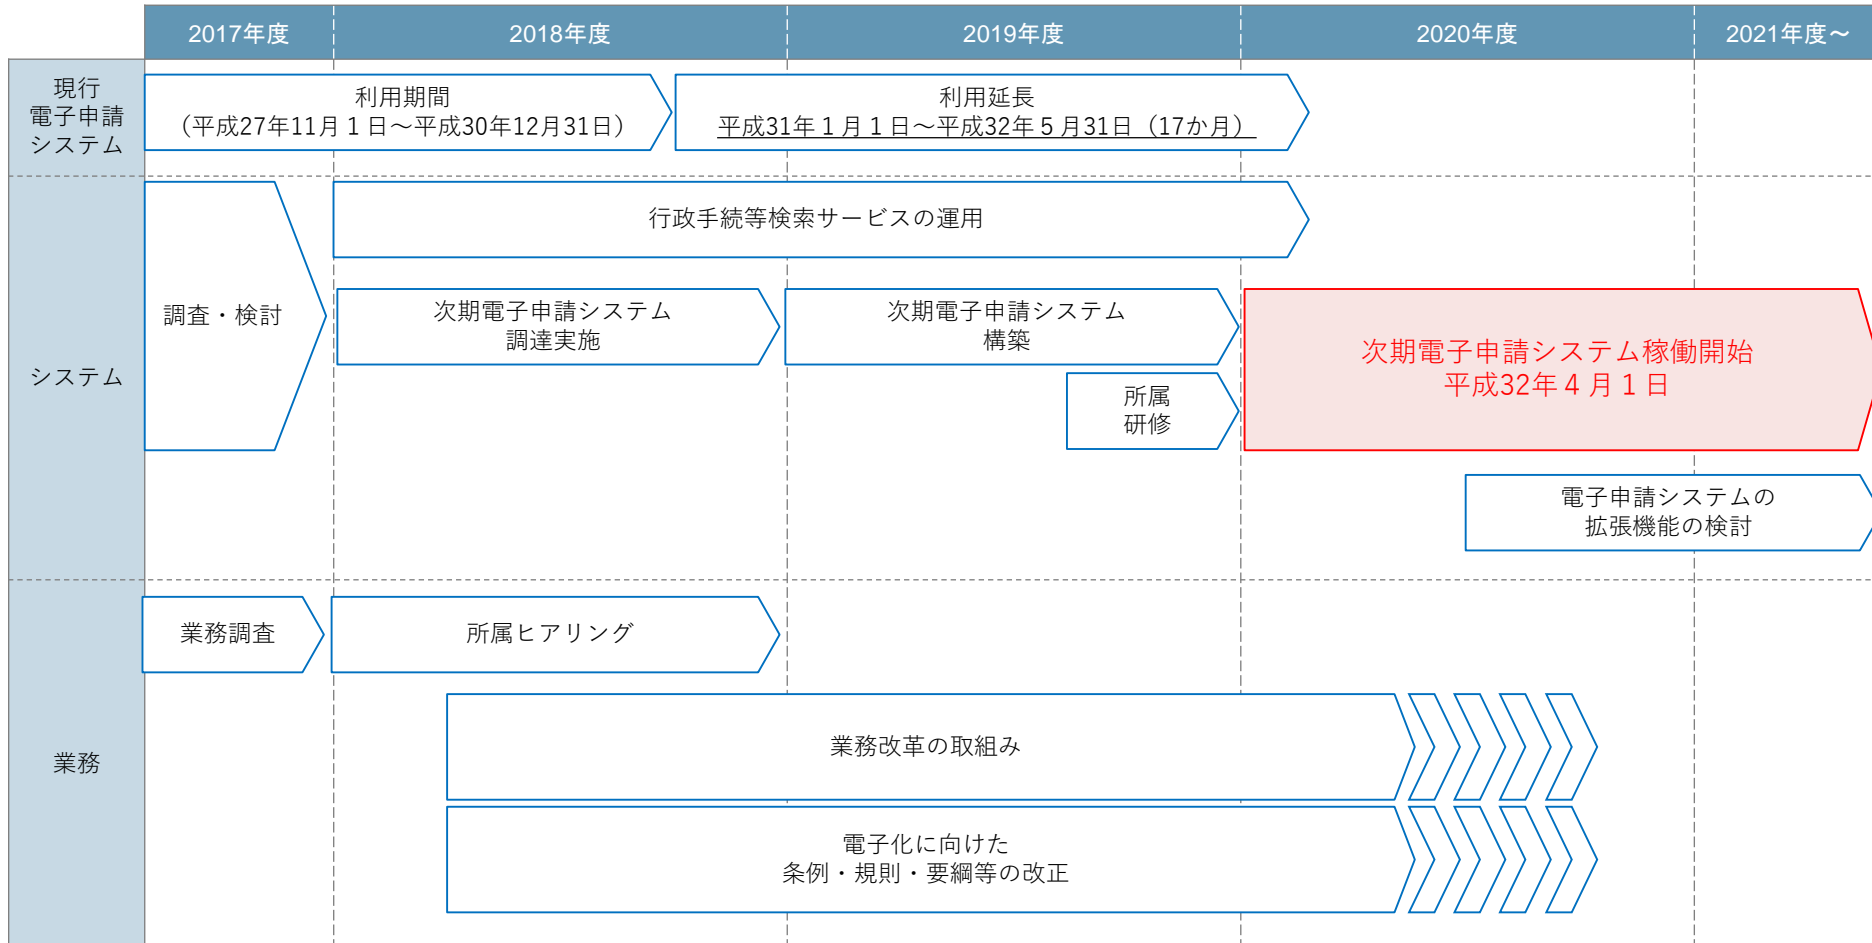 2017年度
2018年度
2019年度
2020年度
2021年度～
現行
電子申請
システム
利用期間
（平成27年11月１日～平成30年12月31日）
利用延長
平成31年１月１日～平成32年５月31日（17か月）
システム
調査・検討
行政手続等検索サービスの運用
次期電子申請システム
調達実施
次期電子申請システム
構築
所属
研修
次期電子申請システム稼働開始
平成32年４月１日
電子申請システムの
拡張機能の検討
業務
業務調査
所属ヒアリング
業務改革の取組み
電子化に向けた
条例・規則・要綱等の改正